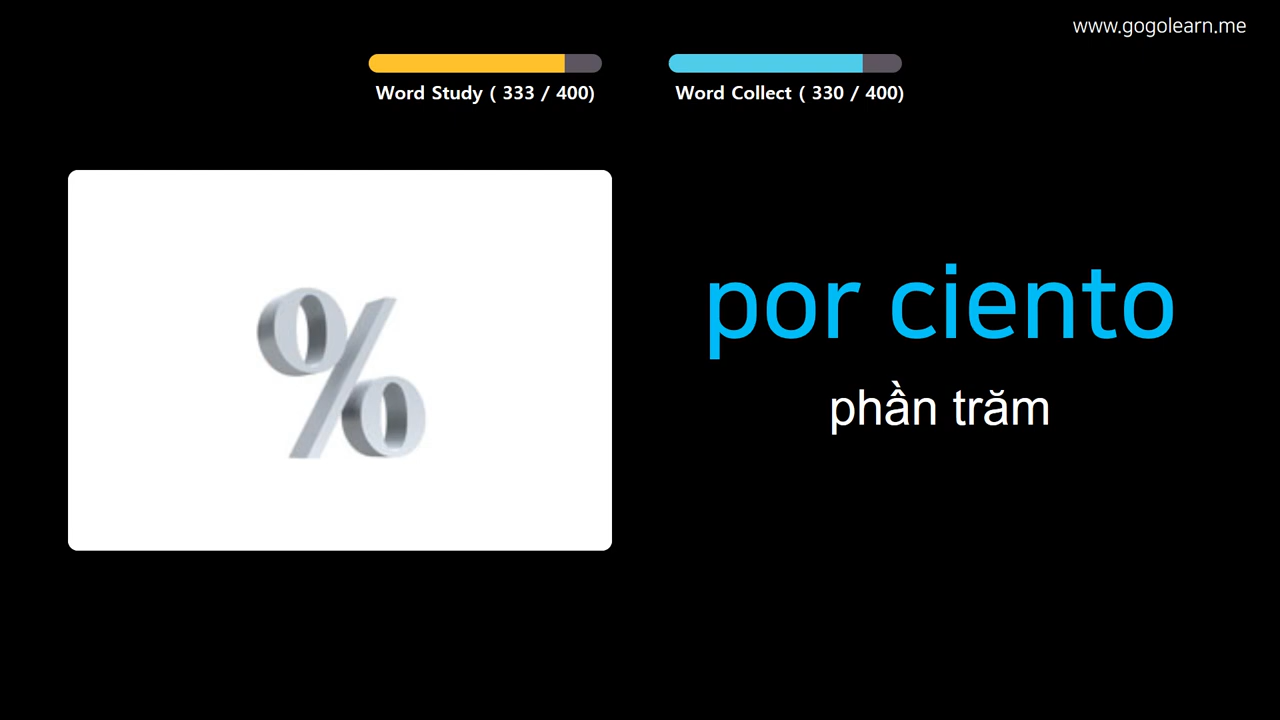 www.gogolearn.me
Word Study ( 333 / 400)
Word Collect ( 330 / 400)
%
por ciento
phần trăm